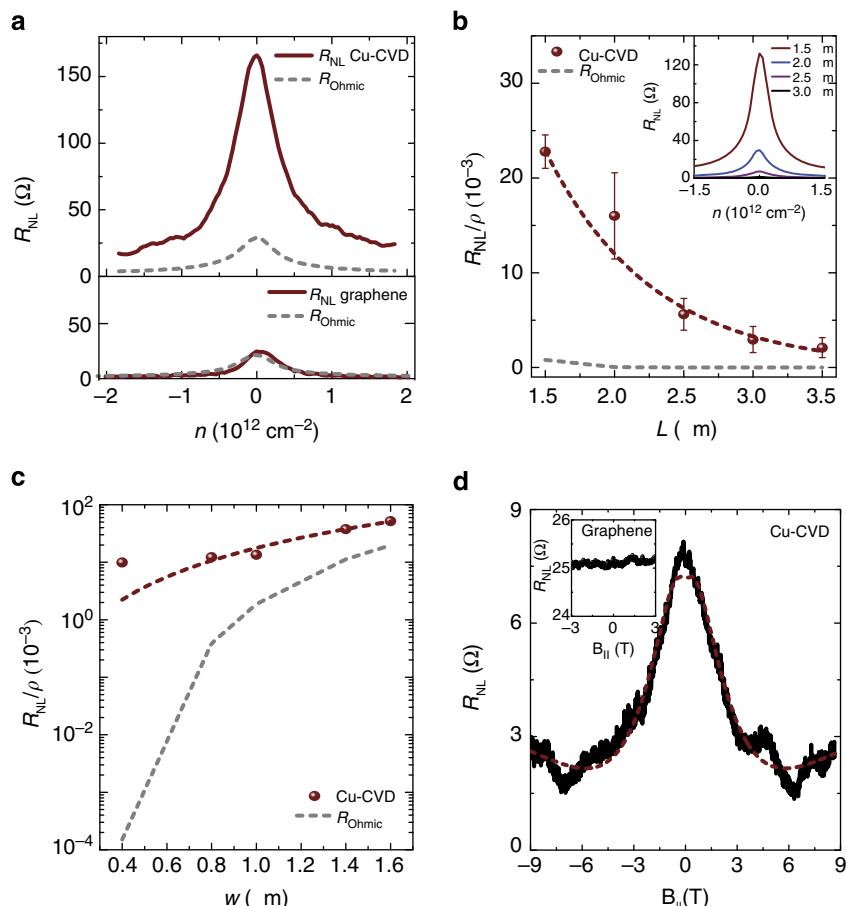 a
R_NL Cu-CVD
R_Ohmic
150
100
50
25
0
R_NL (Ω)
R_NL graphene
R_Ohmic
50
0
−2 −1 0 1 2
n (10^12 cm^−2)
b
Cu-CVD
R_Ohmic
30
20
10
0
R_NL/ρ (10^−3)
1.5 2.0 2.5 3.0 3.5
L ( m)
1.5 m
2.0 m
2.5 m
3.0 m
120
80
40
0
R_NL (Ω)
−1.5 0.0 1.5
n (10^12 cm^−2)
c
10^2
10^0
10^−2
10^−4
R_NL/ρ (10^−3)
Cu-CVD
R_Ohmic
0.4 0.6 0.8 1.0 1.2 1.4 1.6
w ( m)
d
Cu-CVD
9
6
3
0
R_NL (Ω)
−9 −6 −3 0 3 6 9
B_II(T)
Graphene
26
25
24
R_NL (Ω)
−3 0 3
B_II (T)